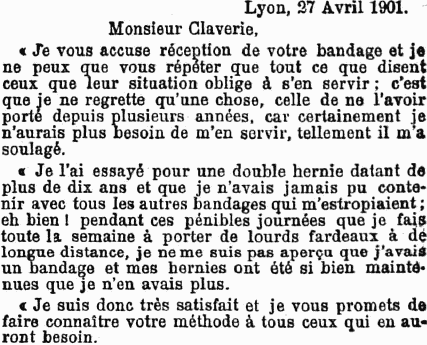 Lyon, 27 Avril 1901.
Monsieur Claverie,
« Je vous accuse réception de votre bandage et je
ne peux que vous répéter que tout ce que disent
ceux que leur situation oblige à s'en servir ; c'est
que je ne regrette qu'une chose, celle de ne l'avoir
porté depuis plusieurs années, car certainement je
n'aurais plus besoin de m'en servir, tellement il m'a
soulagé.
« Je l'ai essayé pour une double hernie datant de
plus de dix ans et que je n'avais jamais pu conte-
nir avec tous les autres bandages qui m'estropiaient ;
eh bien ! pendant ces pénibles journées que je fais
toute la semaine à porter de lourds fardeaux à de
longue distance, je ne me suis pas aperçu que j'avais
un bandage et mes hernies ont été si bien mainte-
nues que je n'en avais plus.
« Je suis donc très satisfait et je vous promets de
faire connaître votre méthode à tous ceux qui en au-
ront besoin.